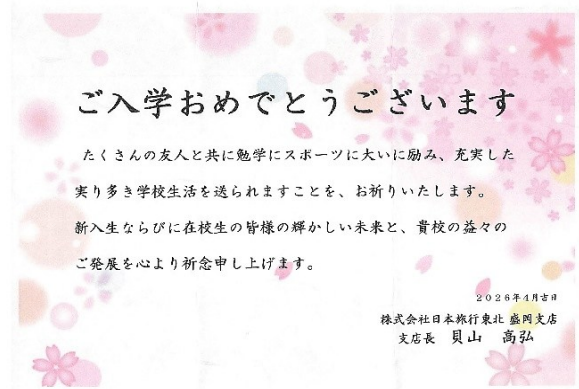 ご入学おめでとうございます
たくさんの友人と共に勉学にスポーツに大いに励み、充実した
実り多き学校生活を送られますことを、お祈りいたします。
新入生ならびに在校生の皆様の輝かしい未来と、貴校の益々の
ご発展を心より祈念申し上げます。
2026年4月吉日
株式会社日本旅行東北 盛岡支店
支店長 貝山 高弘